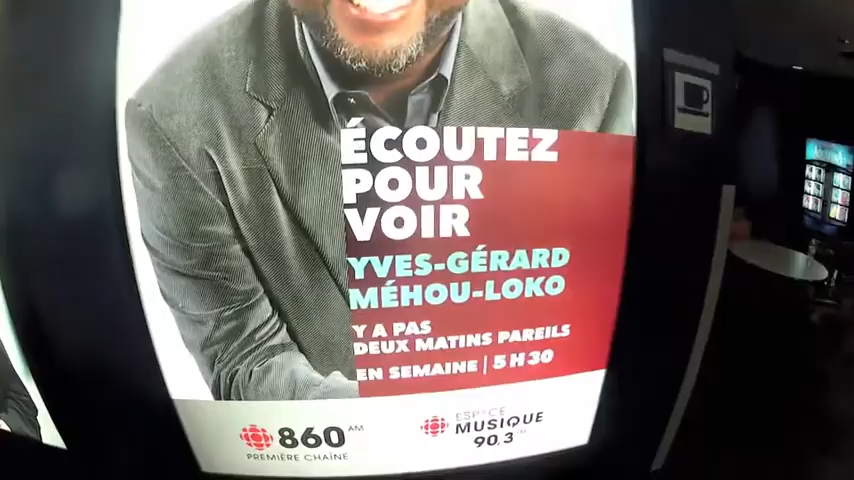 ÉCOUTEZ
POUR
VOIR
YVES-GÉRARD
MÉHOU-LOKO
Y A PAS
DEUX MATINS PAREILS
EN SEMAINE | 5 H 30
860 AM
PREMIÈRE CHAÎNE
ESPACE
MUSIQUE
90,3